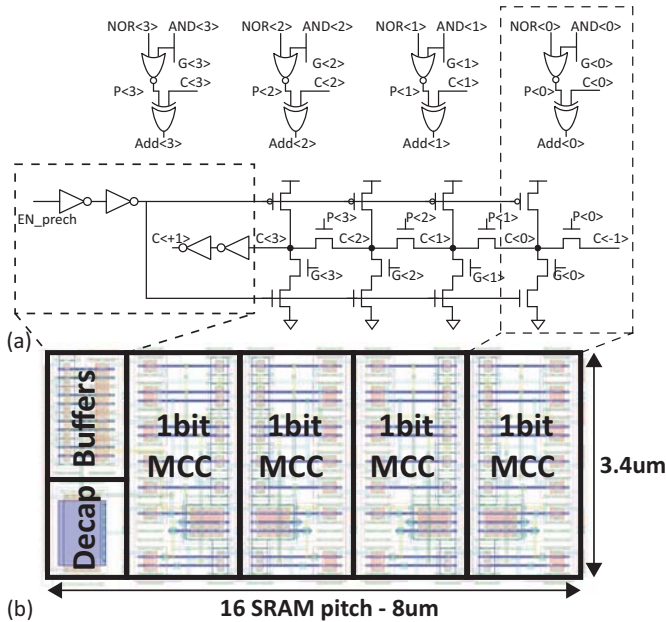 NOR<3> AND<3> NOR<2> AND<2> NOR<1> AND<1> NOR<0> AND<0>
G<3> G<2> G<1> G<0>
P<3> C<3> P<2> C<2> P<1> C<1> P<0> C<0>
Add<3> Add<2> Add<1> Add<0>
EN_prech
P<3> P<2> P<1> P<0>
C<+1> C<3> C<2> C<1> C<0> C<-1>
G<3> G<2> G<1> G<0>
(a)
Buffers
Decap
1bit
MCC
1bit
MCC
1bit
MCC
1bit
MCC
3.4um
(b)
16 SRAM pitch - 8um